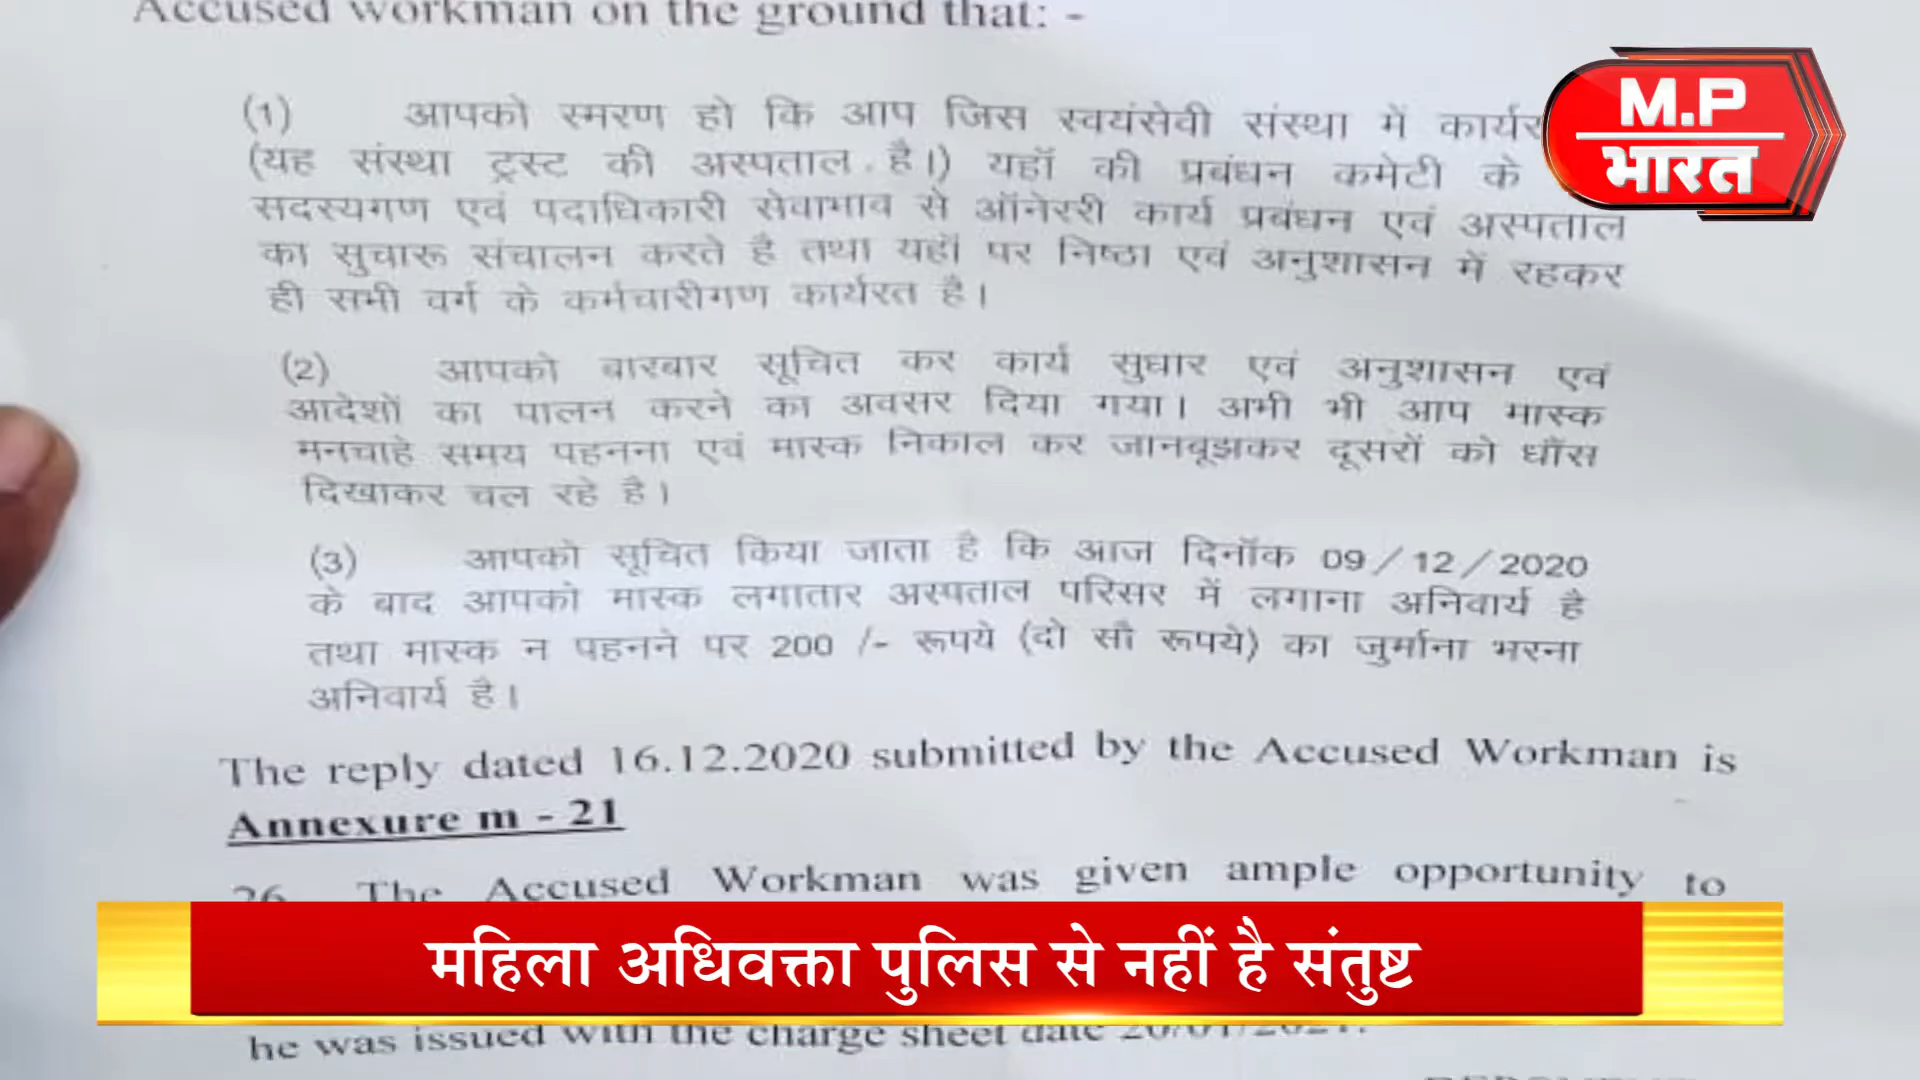 Accused workman on the ground that: -
M.P
भारत
(1) आपको स्मरण हो कि आप जिस स्वयंसेवी संस्था में कार्यर
(यह संस्था ट्रस्ट की अस्पताल है।) यहॉ की प्रबंधन कमेटी के
सदस्यगण एवं पदाधिकारी सेवाभाव से ऑनेररी कार्य प्रबंधन एवं अस्पताल
का सुचारू संचालन करते है तथा यहॉ पर निष्ठा एवं अनुशासन में रहकर
ही सभी वर्ग के कर्मचारीगण कार्यरत है।
(2) आपको बारबार सूचित कर कार्य सुधार एवं अनुशासन एवं
आदेशों का पालन करने का अवसर दिया गया। अभी भी आप मास्क
मनचाहे समय पहनना एवं मास्क निकाल कर जानबूझकर दूसरों को धौंस
दिखाकर चल रहे है।
(3) आपको सूचित किया जाता है कि आज दिनॉक 09/12/2020
के बाद आपको मास्क लगातार अस्पताल परिसर में लगाना अनिवार्य है
तथा मास्क न पहनने पर 200 /- रूपये (दो सौ रूपये) का जुर्माना भरना
अनिवार्य है।
The reply dated 16.12.2020 submitted by the Accused Workman is
Annexure m - 21
26. The Accused Workman was given ample opportunity to
महिला अधिवक्ता पुलिस से नहीं है संतुष्ट
he was issued with the charge sheet date